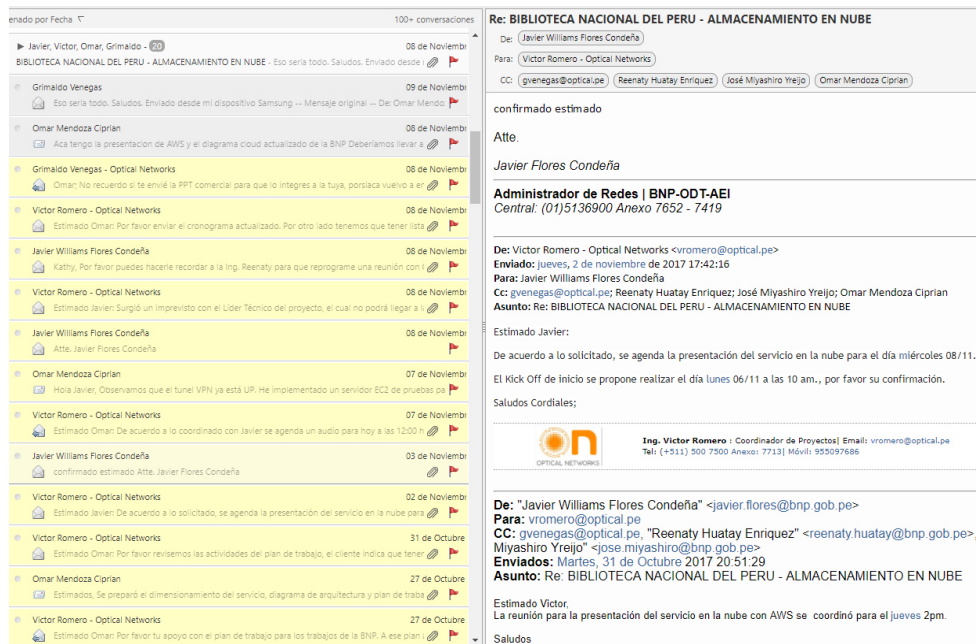 enado por Fecha
100+ conversaciones
Javier, Victor, Omar, Grimaldo - 20
08 de Noviembr
BIBLIOTECA NACIONAL DEL PERU - ALMACENAMIENTO EN NUBE - Eso seria todo. Saludos. Enviado desde
Grimaldo Venegas
09 de Noviembr
Eso seria todo. Saludos. Enviado desde mi dispositivo Samsung -- Mensaje original -- De: Omar Mendo
Omar Mendoza Ciprian
08 de Noviembr
Aca tengo la presentacion de AWS y el diagrama cloud actualizado de la BNP Deberíamos llevar a
Grimaldo Venegas - Optical Networks
08 de Noviembr
Omar; No recuerdo si te envié la PPT comercial para que lo integres a la tuya, porsiaca vuelvo a er
Victor Romero - Optical Networks
08 de Noviembr
Estimado Omar: Por favor enviar el cronograma actualizado. Por otro lado tenemos que tener lista
Javier Williams Flores Condeña
08 de Noviembr
Kathy, Por favor puedes hacerle recordar a la Ing. Reenaty para que reprograme una reunión con
Victor Romero - Optical Networks
08 de Noviembr
Estimado Javier: Surgió un imprevisto con el Líder Técnico del proyecto, el cual no podrá llegar a
Javier Williams Flores Condeña
08 de Noviembr
Atte. Javier Flores Condeña
Omar Mendoza Ciprian
07 de Noviembr
Hola Javier, Observamos que el tunel VPN ya está UP. He implementado un servidor EC2 de pruebas pa
Victor Romero - Optical Networks
07 de Noviembr
Estimado Omar: De acuerdo a lo coordinado con Javier se agenda un audio para hoy a las 12:00 h
Javier Williams Flores Condeña
03 de Noviembr
confirmado estimado Atte. Javier Flores Condeña
Victor Romero - Optical Networks
02 de Noviembr
Estimado Javier: De acuerdo a lo solicitado, se agenda la presentación del servicio en la nube para
Victor Romero - Optical Networks
31 de Octubre
Estimado Omar: Por favor revisemos las actividades del plan de trabajo, el cliente indica que tener
Omar Mendoza Ciprian
27 de Octubre
Estimados, Se preparó el dimensionamiento del servicio, diagrama de arquitectura y plan de traba
Victor Romero - Optical Networks
27 de Octubre
Estimado Omar: Por favor tu apoyo con el plan de trabajo para los trabajos de la BNP. A ese plan
Re: BIBLIOTECA NACIONAL DEL PERU - ALMACENAMIENTO EN NUBE
De: Javier Williams Flores Condeña
Para: Victor Romero - Optical Networks
CC: gvenegas@optical.pe Reenaty Huatay Enriquez José Miyashiro Yreijo Omar Mendoza Ciprian
confirmado estimado
Atte.
Javier Flores Condeña
Administrador de Redes | BNP-ODT-AEI
Central: (01)5136900 Anexo 7652 - 7419
De: Victor Romero - Optical Networks <vromero@optical.pe>
Enviado: jueves, 2 de noviembre de 2017 17:42:16
Para: Javier Williams Flores Condeña
Cc: gvenegas@optical.pe; Reenaty Huatay Enriquez; José Miyashiro Yreijo; Omar Mendoza Ciprian
Asunto: Re: BIBLIOTECA NACIONAL DEL PERU - ALMACENAMIENTO EN NUBE
Estimado Javier:
De acuerdo a lo solicitado, se agenda la presentación del servicio en la nube para el día miércoles 08/11.
El Kick Off de inicio se propone realizar el día lunes 06/11 a las 10 am., por favor su confirmación.
Saludos Cordiales;
on
OPTICAL NETWORKS
Ing. Victor Romero : Coordinador de Proyectos| Email: vromero@optical.pe
Tel: (+511) 500 7500 Anexo: 7713| Móvil: 955097686
De: "Javier Williams Flores Condeña" <javier.flores@bnp.gob.pe>
Para: vromero@optical.pe
CC: gvenegas@optical.pe, "Reenaty Huatay Enriquez" <reenaty.huatay@bnp.gob.pe>,
Miyashiro Yreijo" <jose.miyashiro@bnp.gob.pe>
Enviados: Martes, 31 de Octubre 2017 20:51:29
Asunto: Re: BIBLIOTECA NACIONAL DEL PERU - ALMACENAMIENTO EN NUBE
Estimado Victor,
La reunión para la presentación del servicio en la nube con AWS se coordinó para el jueves 2pm.
Saludos